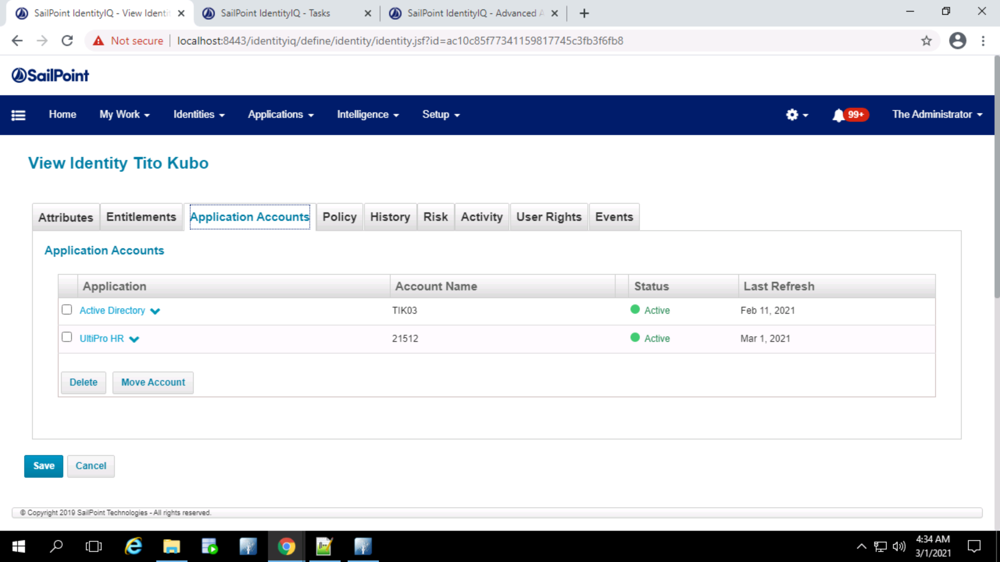 SailPoint IdentityIQ - View Identit
SailPoint IdentityIQ - Tasks
SailPoint IdentityIQ - Advanced A
Not secure
localhost:8443/identityiq/define/identity/identity.jsf?id=ac10c85f77341159817745c3fb3f6fb8
SailPoint
Home
My Work
Identities
Applications
Intelligence
Setup
99+
The Administrator
View Identity Tito Kubo
Attributes
Entitlements
Application Accounts
Policy
History
Risk
Activity
User Rights
Events
Application Accounts
Application
Account Name
Status
Last Refresh
Active Directory
TIK03
Active
Feb 11, 2021
UltiPro HR
21512
Active
Mar 1, 2021
Delete
Move Account
Save
Cancel
© Copyright 2019 SailPoint Technologies - All rights reserved.
4:34 AM
3/1/2021